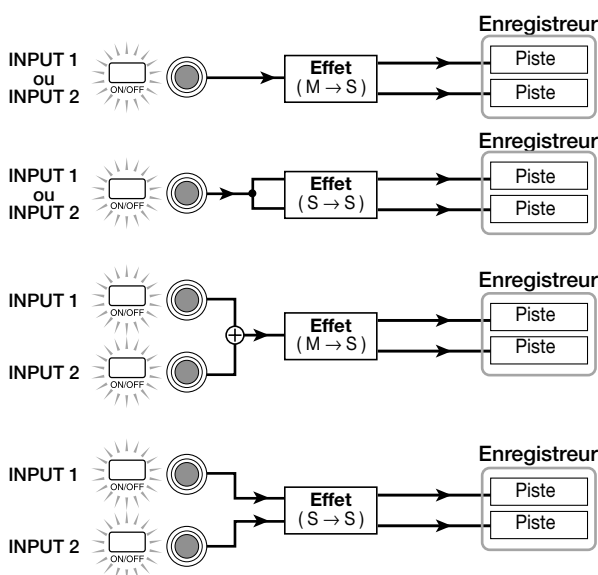 Enregistreur
INPUT 1
ou
INPUT 2
ON/OFF
Effet
( M → S )
Piste
Piste
Enregistreur
INPUT 1
ou
INPUT 2
ON/OFF
Effet
( S → S )
Piste
Piste
Enregistreur
INPUT 1
ON/OFF
INPUT 2
ON/OFF
Effet
( M → S )
Piste
Piste
Enregistreur
INPUT 1
ON/OFF
INPUT 2
ON/OFF
Effet
( S → S )
Piste
Piste